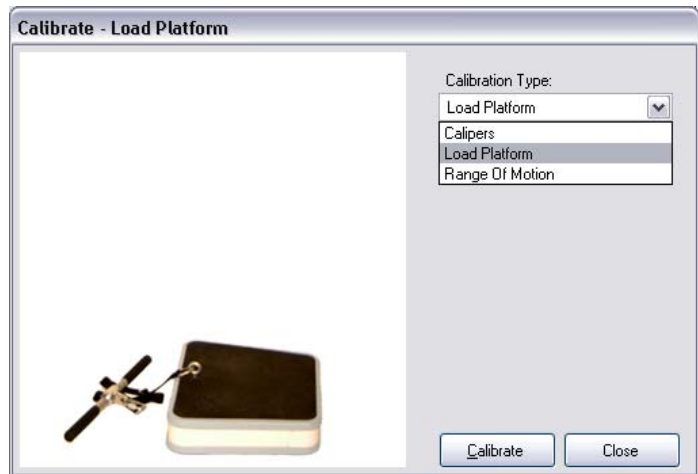 Calibrate - Load Platform
Calibration Type:
Load Platform
Calipers
Load Platform
Range Of Motion
Calibrate
Close